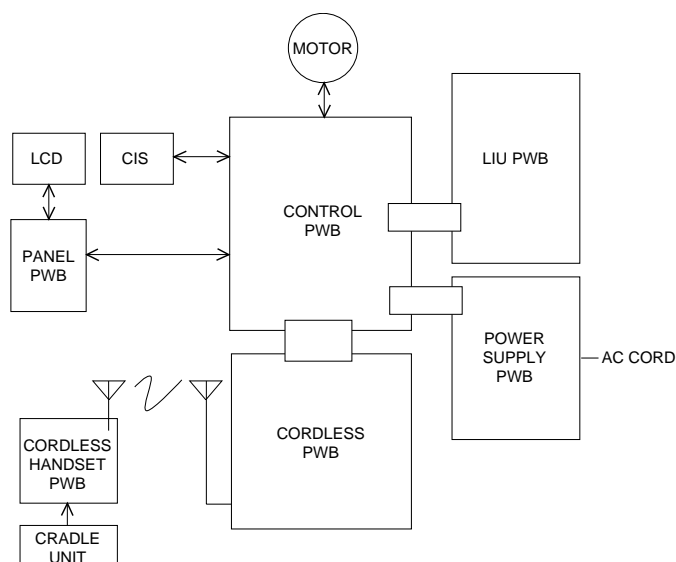 MOTOR
LCD
CIS
LIU PWB
CONTROL
PWB
PANEL
PWB
POWER
SUPPLY
PWB
AC CORD
CORDLESS
PWB
CORDLESS
HANDSET
PWB
CRADLE
UNIT